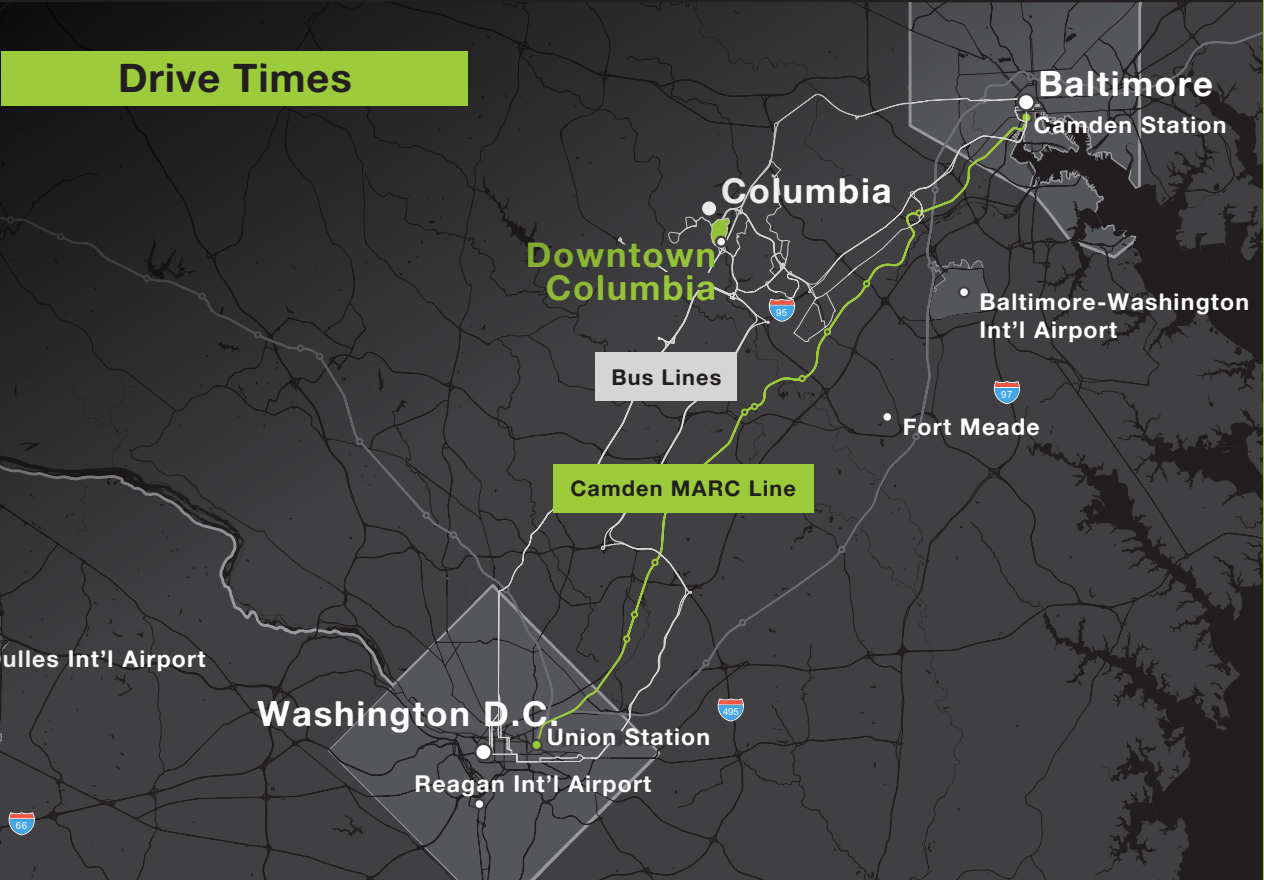 Drive Times
Baltimore
Camden Station
Columbia
Downtown
Columbia
95
Baltimore-Washington
Int'l Airport
Bus Lines
97
Fort Meade
Camden MARC Line
ulles Int'l Airport
Washington D.C.
495
Union Station
Reagan Int'l Airport
66